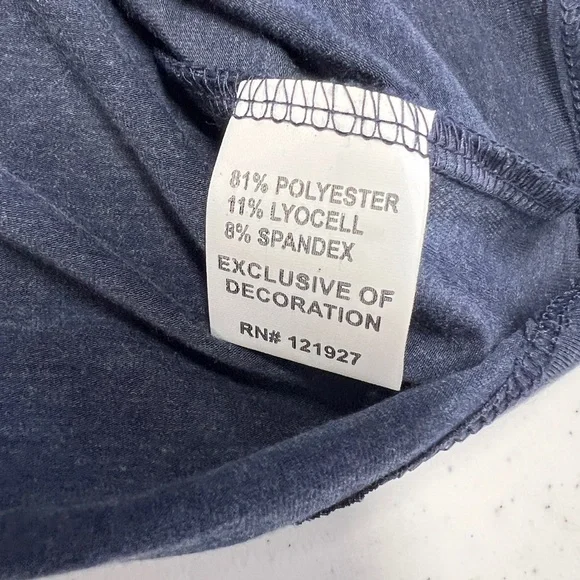 81% POLYESTER
11% LYOCELL
8% SPANDEX
EXCLUSIVE OF
DECORATION
RN# 121927